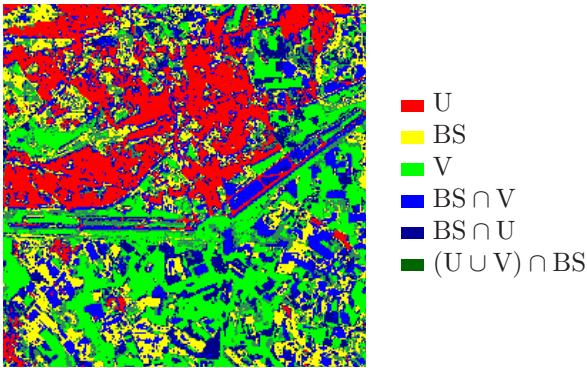 U
BS
V
BS ∩ V
BS ∩ U
(U ∪ V) ∩ BS